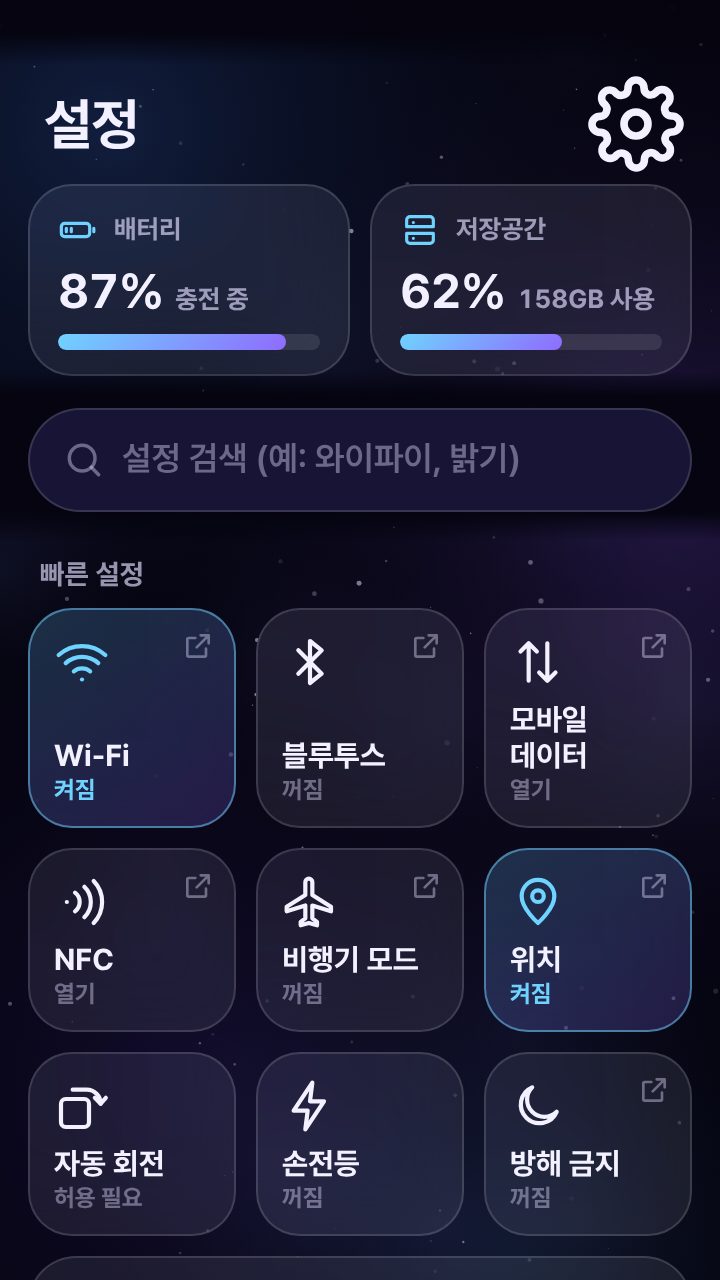 설정
배터리
87% 충전 중
저장공간
62% 158GB 사용
설정 검색 (예: 와이파이, 밝기)
빠른 설정
Wi-Fi
켜짐
블루투스
꺼짐
모바일
데이터
열기
NFC
열기
비행기 모드
꺼짐
위치
켜짐
자동 회전
허용 필요
손전등
꺼짐
방해 금지
꺼짐